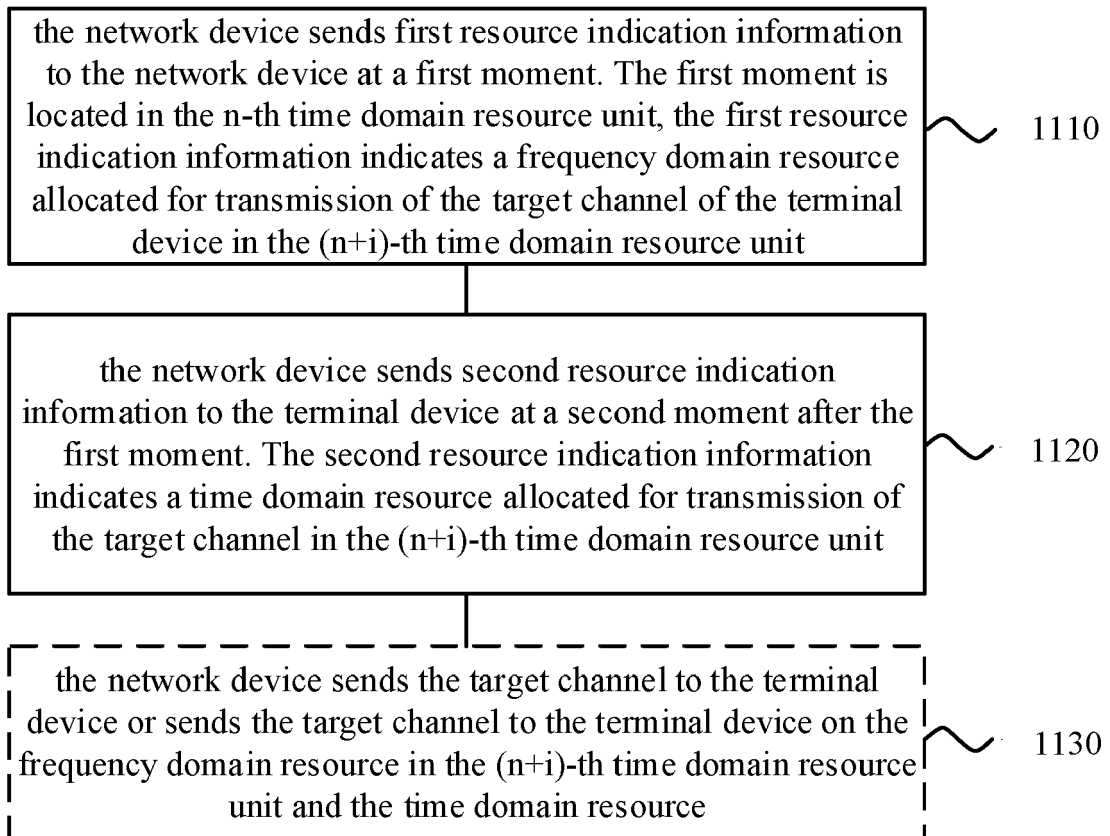 the network device sends first resource indication information
to the network device at a first moment. The first moment is
located in the n-th time domain resource unit, the first resource
indication information indicates a frequency domain resource
allocated for transmission of the target channel of the terminal
device in the (n+i)-th time domain resource unit
1110
the network device sends second resource indication
information to the terminal device at a second moment after the
first moment. The second resource indication information
indicates a time domain resource allocated for transmission of
the target channel in the (n+i)-th time domain resource unit
1120
the network device sends the target channel to the terminal
device or sends the target channel to the terminal device on the
frequency domain resource in the (n+i)-th time domain resource
unit and the time domain resource
1130